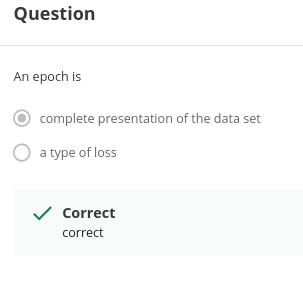 Question
An epoch is
complete presentation of the data set
a type of loss
Correct
correct